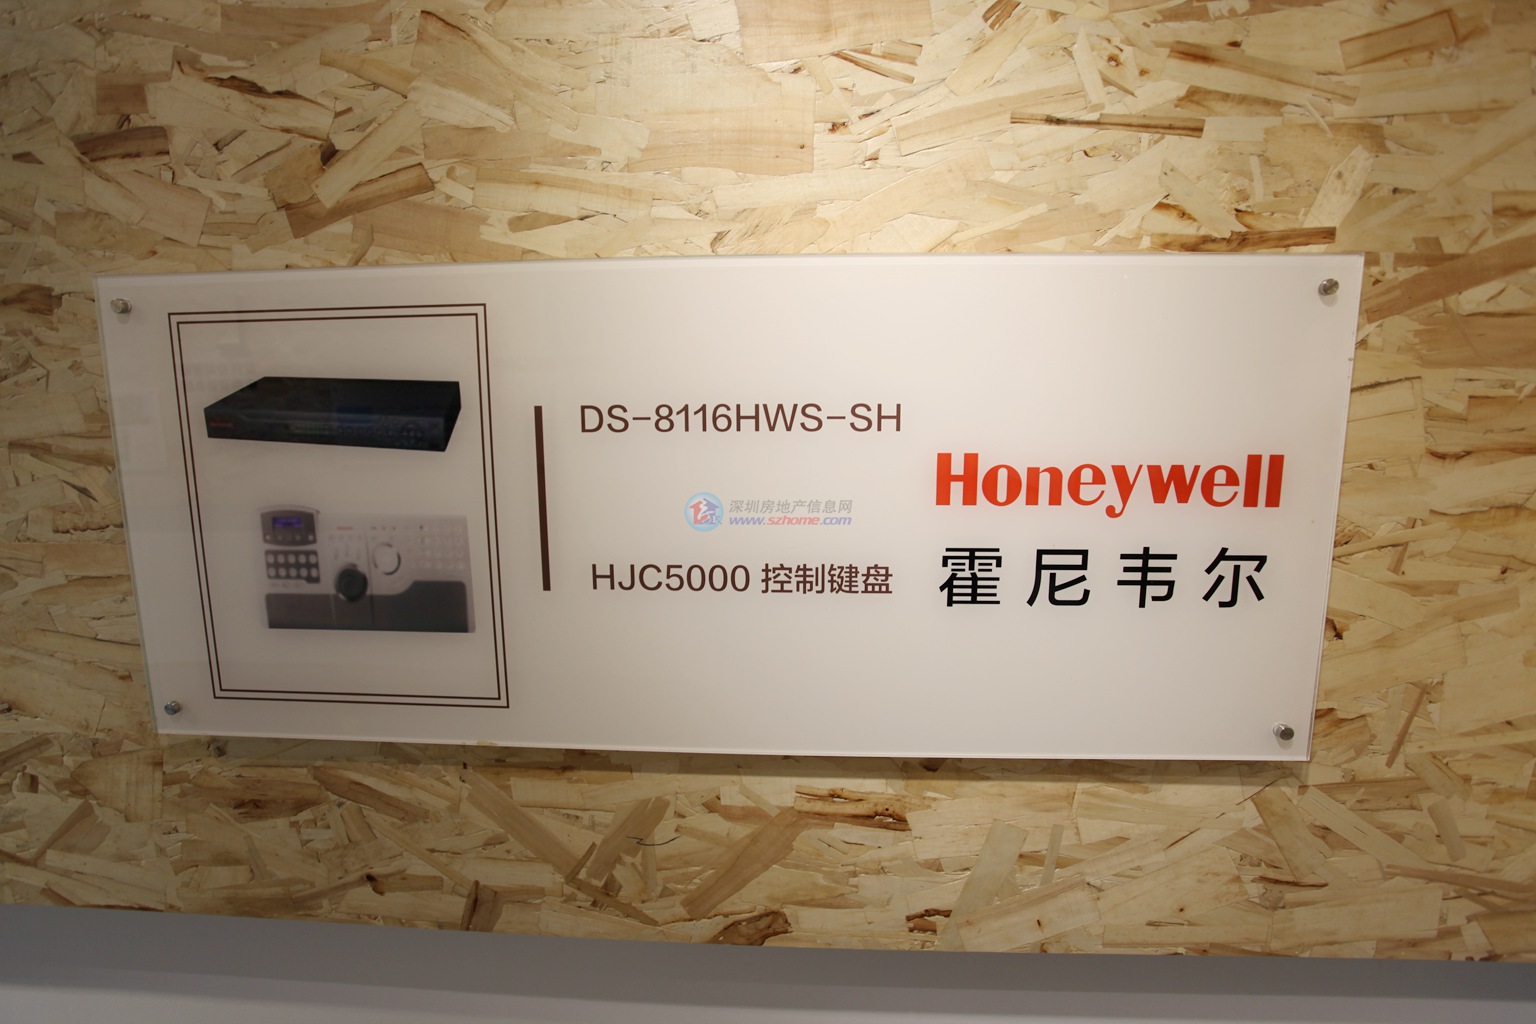 DS-8116HWS-SH
深圳房地产信息网
www.szhome.com
HJC5000 控制键盘
Honeywell
霍尼韦尔